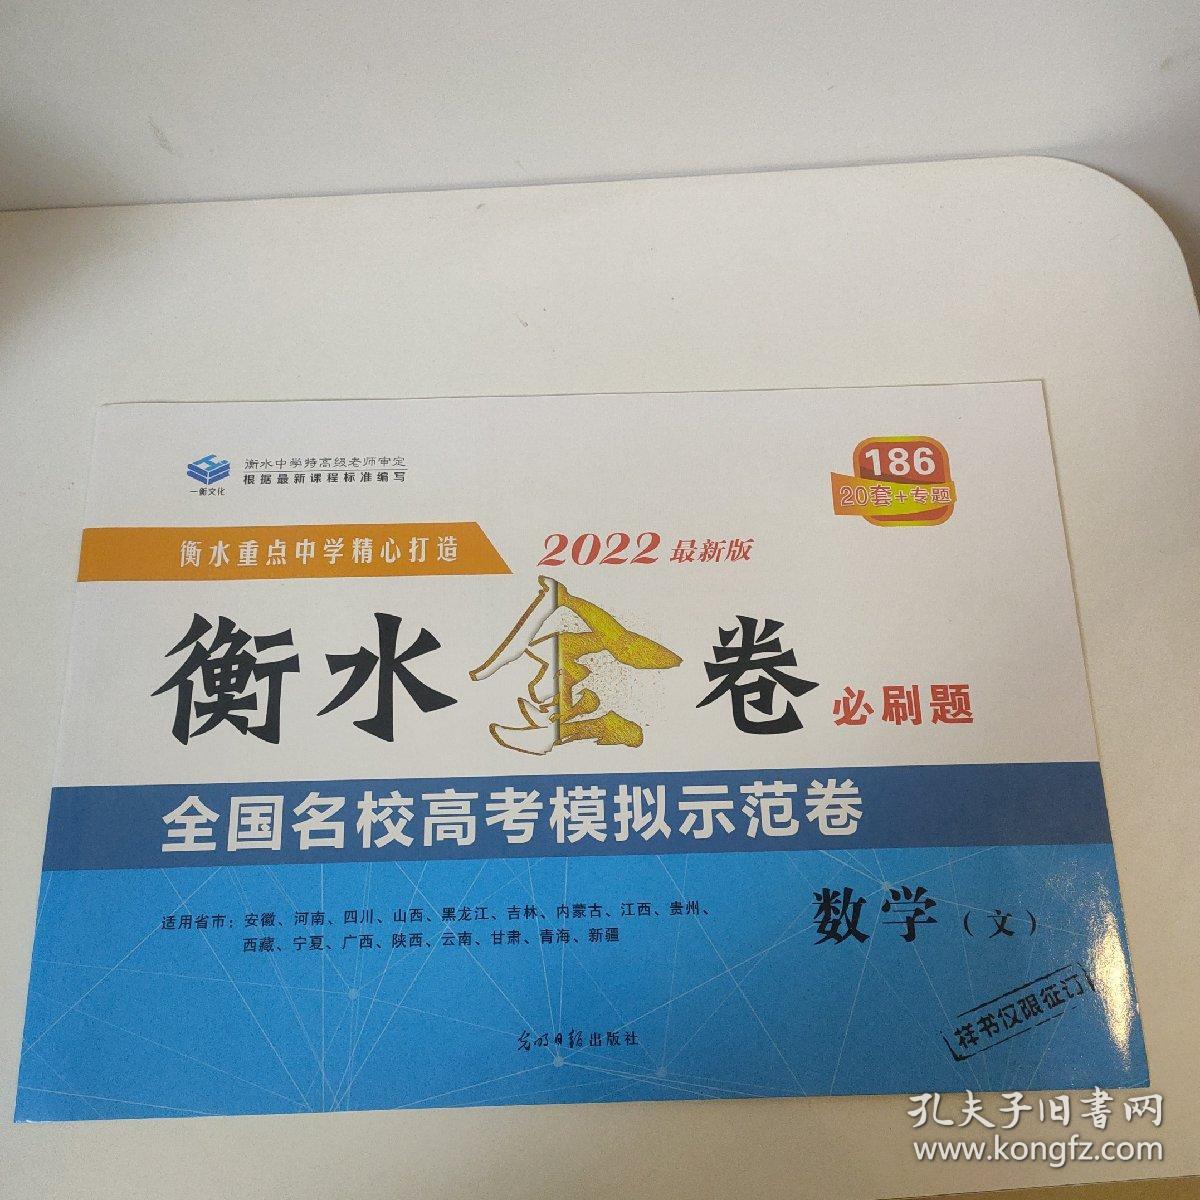 衡水中学特高级老师审定
根据最新课程标准编写
一衡文化
186
20套+专题
衡水重点中学精心打造
2022最新版
衡水金卷
必刷题
全国名校高考模拟示范卷
适用省市：安徽、河南、四川、山西、黑龙江、吉林、内蒙古、江西、贵州、
西藏、宁夏、广西、陕西、云南、甘肃、青海、新疆
数学（文）
光明日报出版社
样书仅限征订
孔夫子旧书网
www.kongfz.com